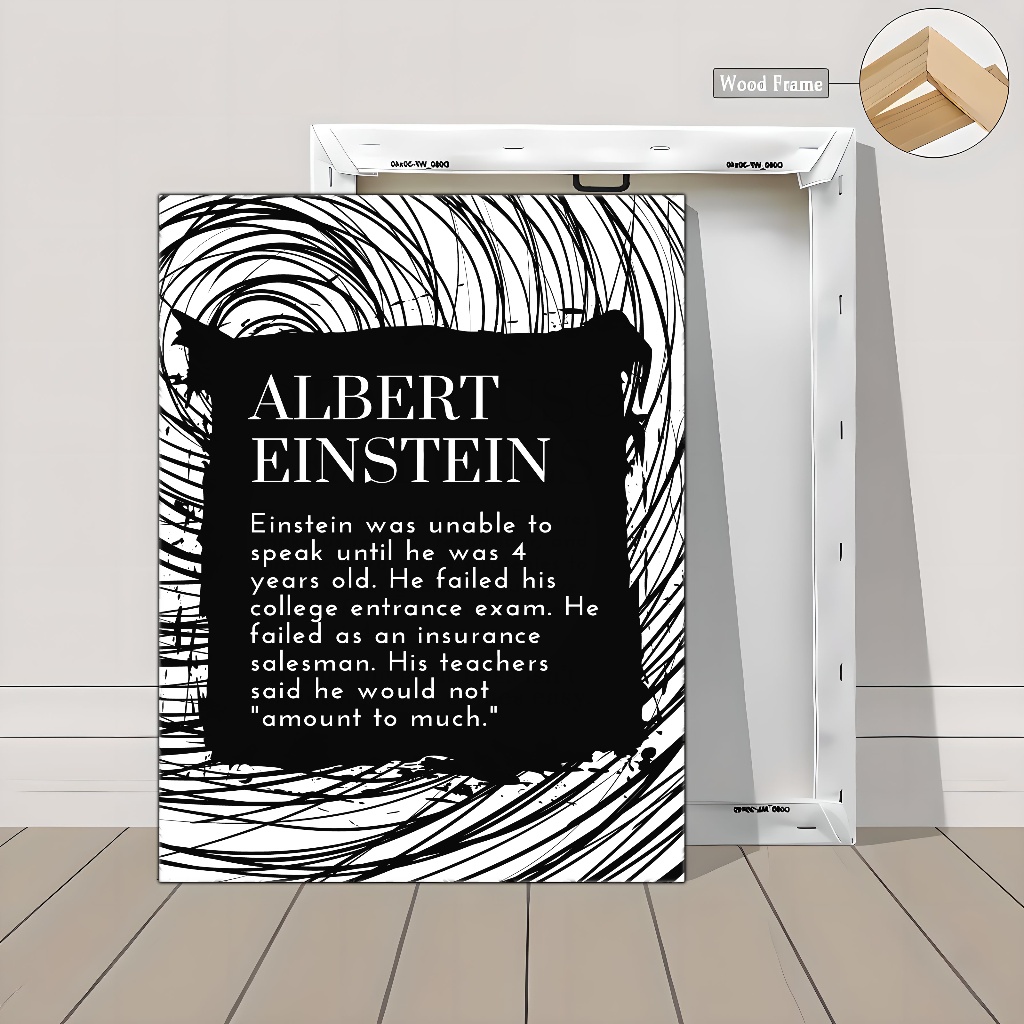 Wood Frame
ALBERT
EINSTEIN
Einstein was unable to
speak until he was 4
years old. He failed his
college entrance exam. He
failed as an insurance
salesman. His teachers
said he would not
"amount to much."